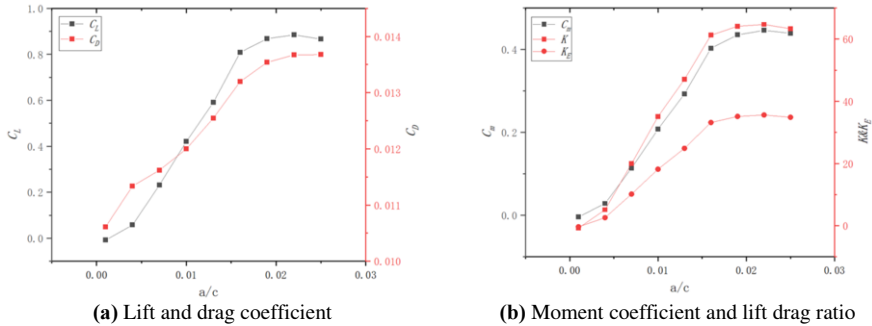 C_L
C_D
1.0
0.8
0.6
0.4
0.2
0.0
C_L
0.014
0.013
0.012
0.011
0.010
C_D
0.00
0.01
0.02
0.03
a/c
(a) Lift and drag coefficient
C_m
K
K_E
0.4
0.2
0.0
C_m
60
40
20
0
K&K_E
0.00
0.01
0.02
0.03
a/c
(b) Moment coefficient and lift drag ratio